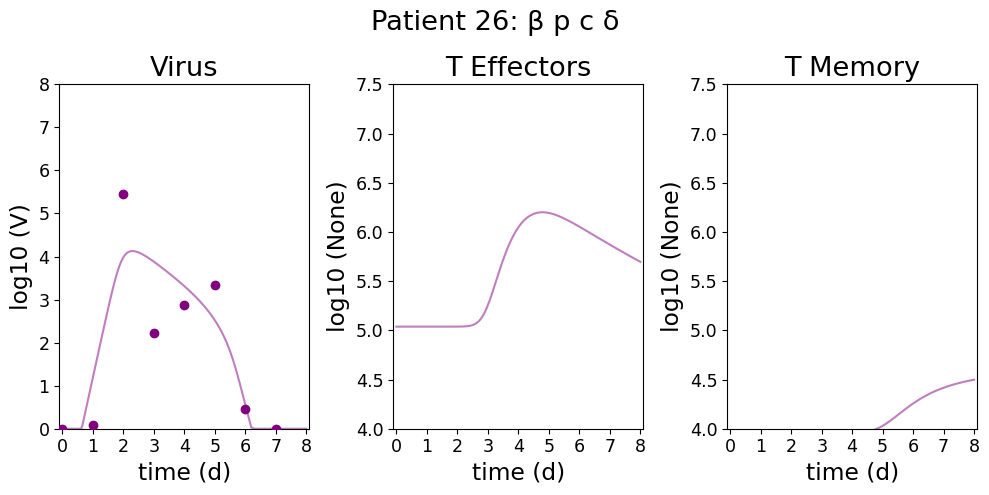 Patient 26: β p c δ
Virus
T Effectors
T Memory
8
7
6
5
4
3
2
1
0
log10 (V)
0 1 2 3 4 5 6 7 8
time (d)
7.5
7.0
6.5
6.0
5.5
5.0
4.5
4.0
log10 (None)
0 1 2 3 4 5 6 7 8
time (d)
7.5
7.0
6.5
6.0
5.5
5.0
4.5
4.0
log10 (None)
0 1 2 3 4 5 6 7 8
time (d)